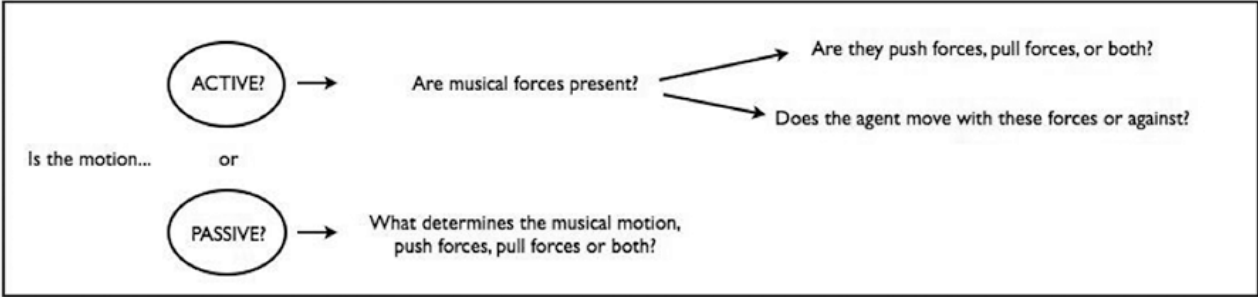 Is the motion...
ACTIVE?
or
PASSIVE?
Are musical forces present?
Are they push forces, pull forces, or both?
Does the agent move with these forces or against?
What determines the musical motion,
push forces, pull forces or both?